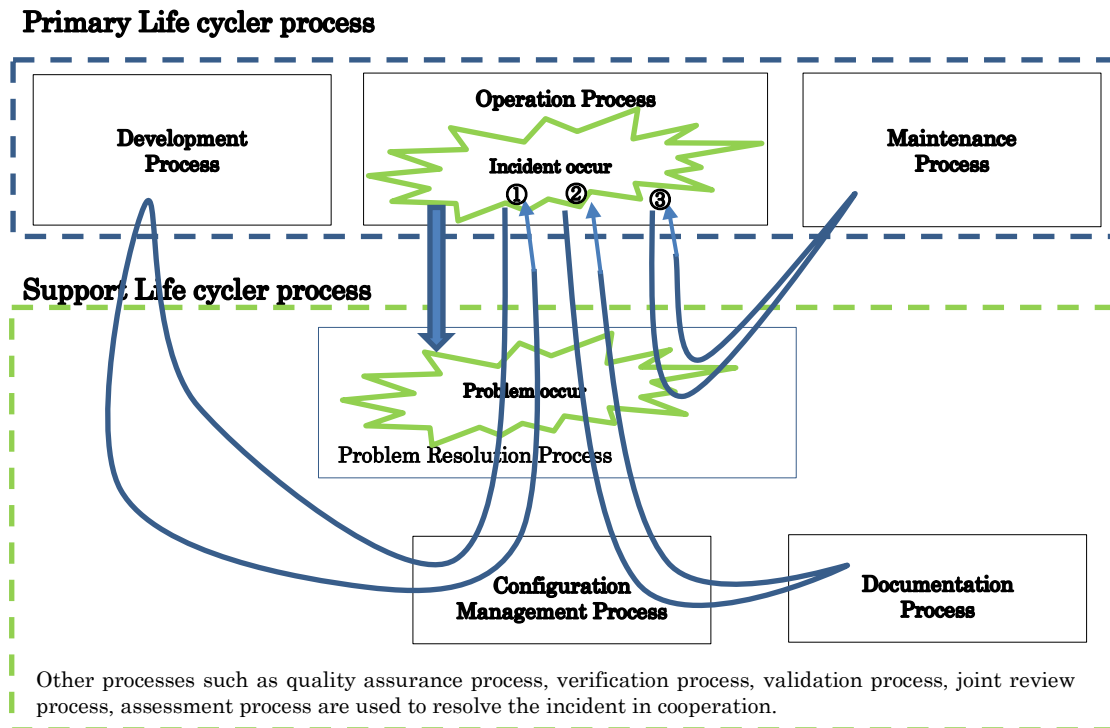 Primary Life cycler process
Operation Process
Development
Process
Incident occur
① ② ③
Maintenance
Process
Support Life cycler process
Problem occur
Problem Resolution Process
Configuration
Management Process
Documentation
Process
Other processes such as quality assurance process, verification process, validation process, joint review
process, assessment process are used to resolve the incident in cooperation.